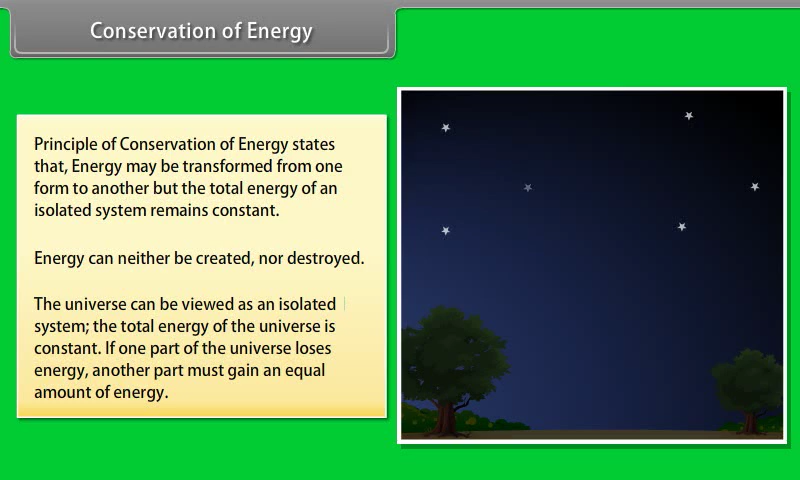 Conservation of Energy
Principle of Conservation of Energy states
that, Energy may be transformed from one
form to another but the total energy of an
isolated system remains constant.
Energy can neither be created, nor destroyed.
The universe can be viewed as an isolated
system; the total energy of the universe is
constant. If one part of the universe loses
energy, another part must gain an equal
amount of energy.